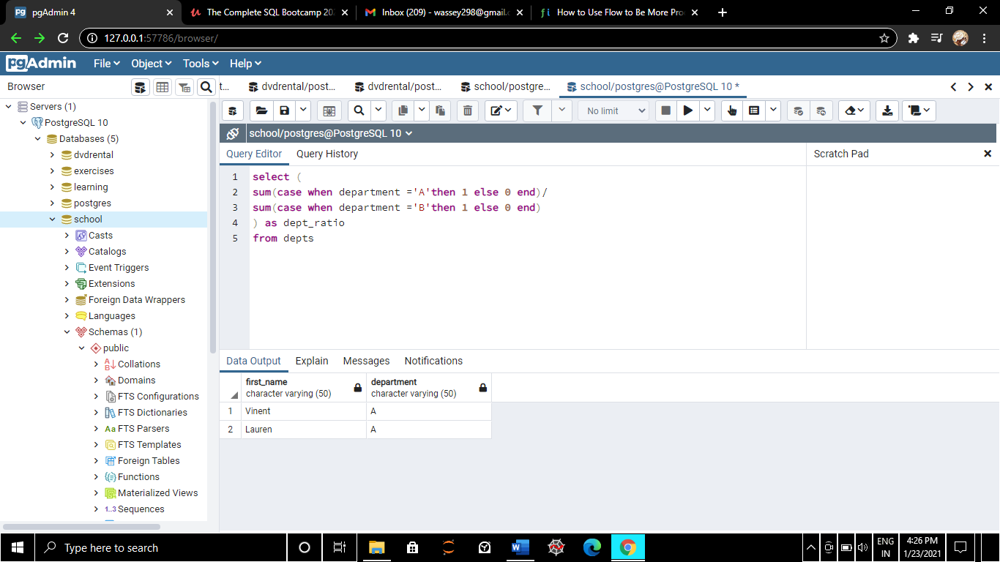 pgAdmin 4
The Complete SQL Bootcamp 202
Inbox (209) - wassey298@gmail.c
How to Use Flow to Be More Pro
127.0.0.1:57786/browser/
pgAdmin
File
Object
Tools
Help
Browser
t...
dvdrental/post...
dvdrental/post...
school/postgre...
school/postgres@PostgreSQL 10 *
Servers (1)
PostgreSQL 10
Databases (5)
dvdrental
exercises
learning
postgres
school
Casts
Catalogs
Event Triggers
Extensions
Foreign Data Wrappers
Languages
Schemas (1)
public
Collations
Domains
FTS Configurations
FTS Dictionaries
Aa FTS Parsers
FTS Templates
Foreign Tables
Functions
Materialized Views
1..3 Sequences
No limit
school/postgres@PostgreSQL 10
Query Editor
Query History
Scratch Pad
1 select (
2 sum(case when department ='A'then 1 else 0 end)/
3 sum(case when department ='B'then 1 else 0 end)
4 ) as dept_ratio
5 from depts
Data Output
Explain
Messages
Notifications
first_name
character varying (50)
department
character varying (50)
1 Vinent A
2 Lauren A
Type here to search
ENG
IN
4:26 PM
1/23/2021